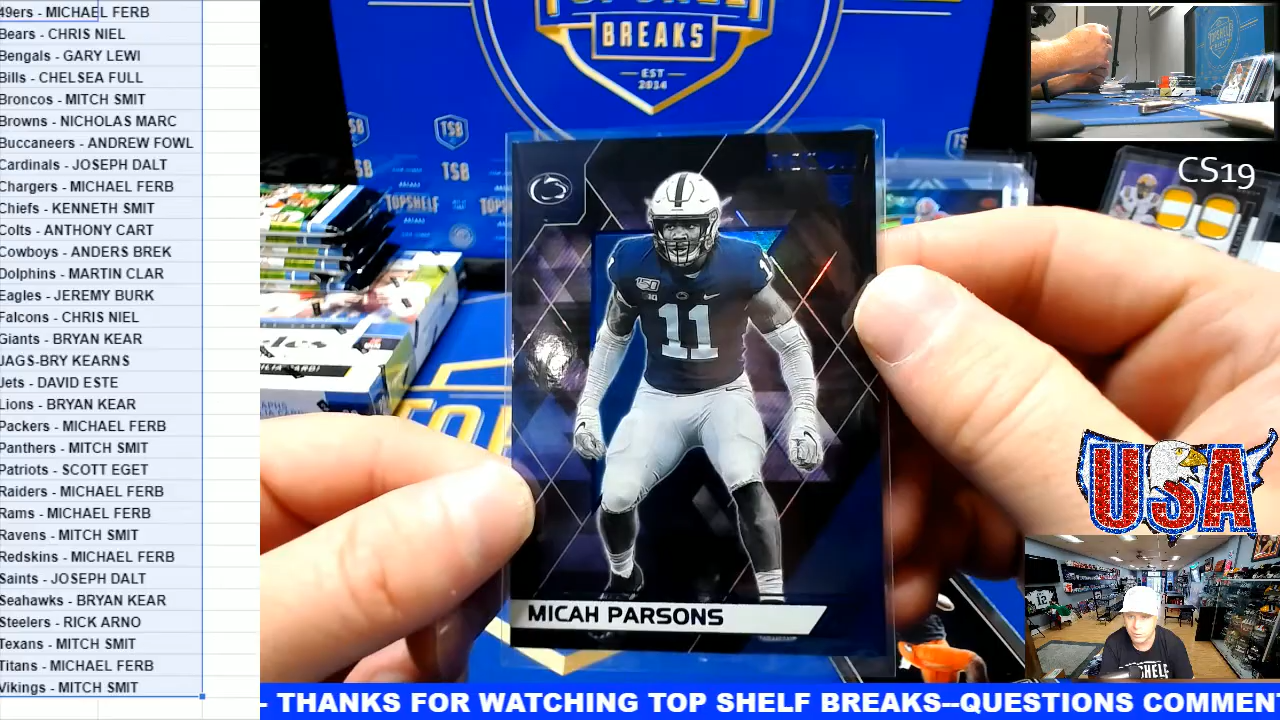 49ers - MICHAEL FERB
Bears - CHRIS NIEL
Bengals - GARY LEWI
Bills - CHELSEA FULL
Broncos - MITCH SMIT
Browns - NICHOLAS MARC
Buccaneers - ANDREW FOWL
Cardinals - JOSEPH DALT
Chargers - MICHAEL FERB
Chiefs - KENNETH SMIT
Colts - ANTHONY CART
Cowboys - ANDERS BREK
Dolphins - MARTIN CLAR
Eagles - JEREMY BURK
Falcons - CHRIS NIEL
Giants - BRYAN KEAR
JAGS-BRY KEARNS
Jets - DAVID ESTE
Lions - BRYAN KEAR
Packers - MICHAEL FERB
Panthers - MITCH SMIT
Patriots - SCOTT EGET
Raiders - MICHAEL FERB
Rams - MICHAEL FERB
Ravens - MITCH SMIT
Redskins - MICHAEL FERB
Saints - JOSEPH DALT
Seahawks - BRYAN KEAR
Steelers - RICK ARNO
Texans - MITCH SMIT
Titans - MICHAEL FERB
Vikings - MITCH SMIT
BREAKS
EST
2014
TSB
TSB
TOPSHELF
150
11
MICAH PARSONS
CS19
USA
- THANKS FOR WATCHING TOP SHELF BREAKS--QUESTIONS COMMENT